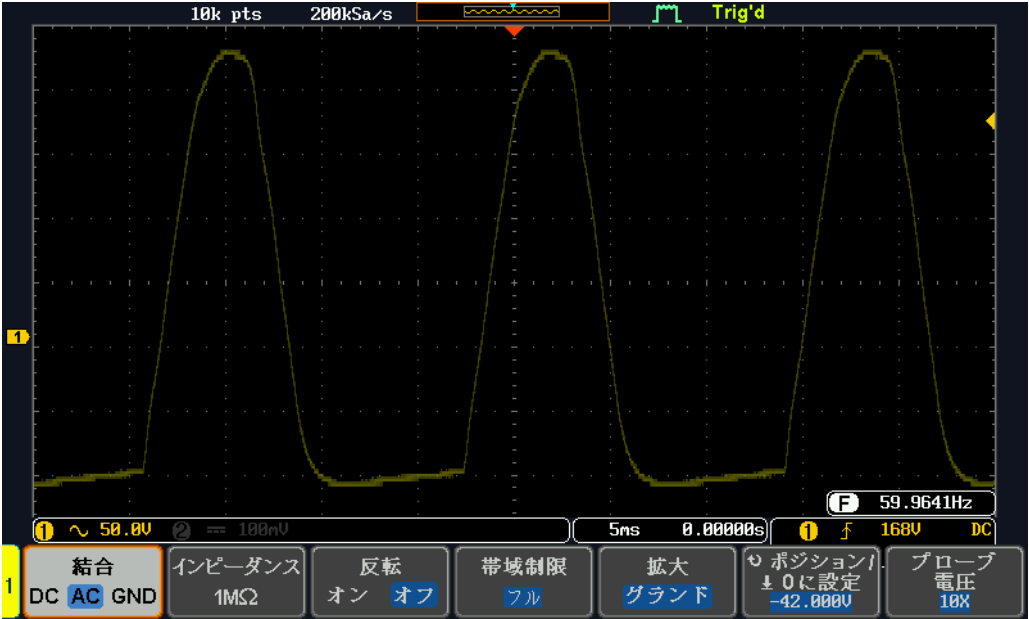 10k pts 200kSa/s Trig'd
1
F 59.9641Hz
1 50.0V 2 100mV 5ms 0.00000s 1 168V DC
1
結合
DC AC GND
インピーダンス
1MΩ
反転
オン オフ
帯域制限
フル
拡大
グランド
ポジション/
0に設定
-42.000V
プローブ
電圧
10X